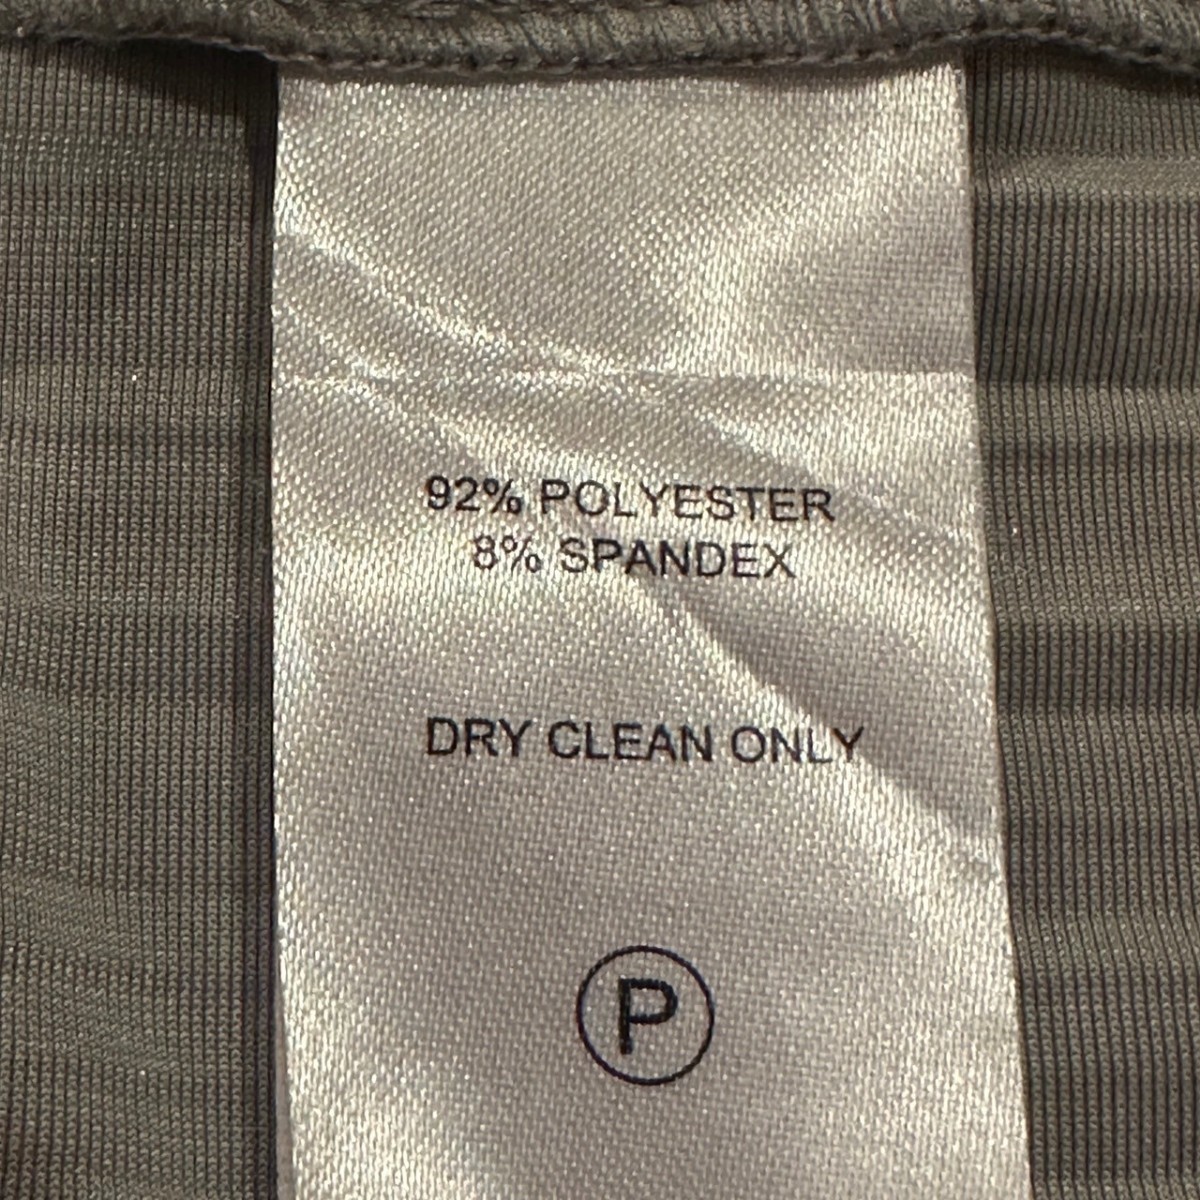 92% POLYESTER
8% SPANDEX
DRY CLEAN ONLY
P